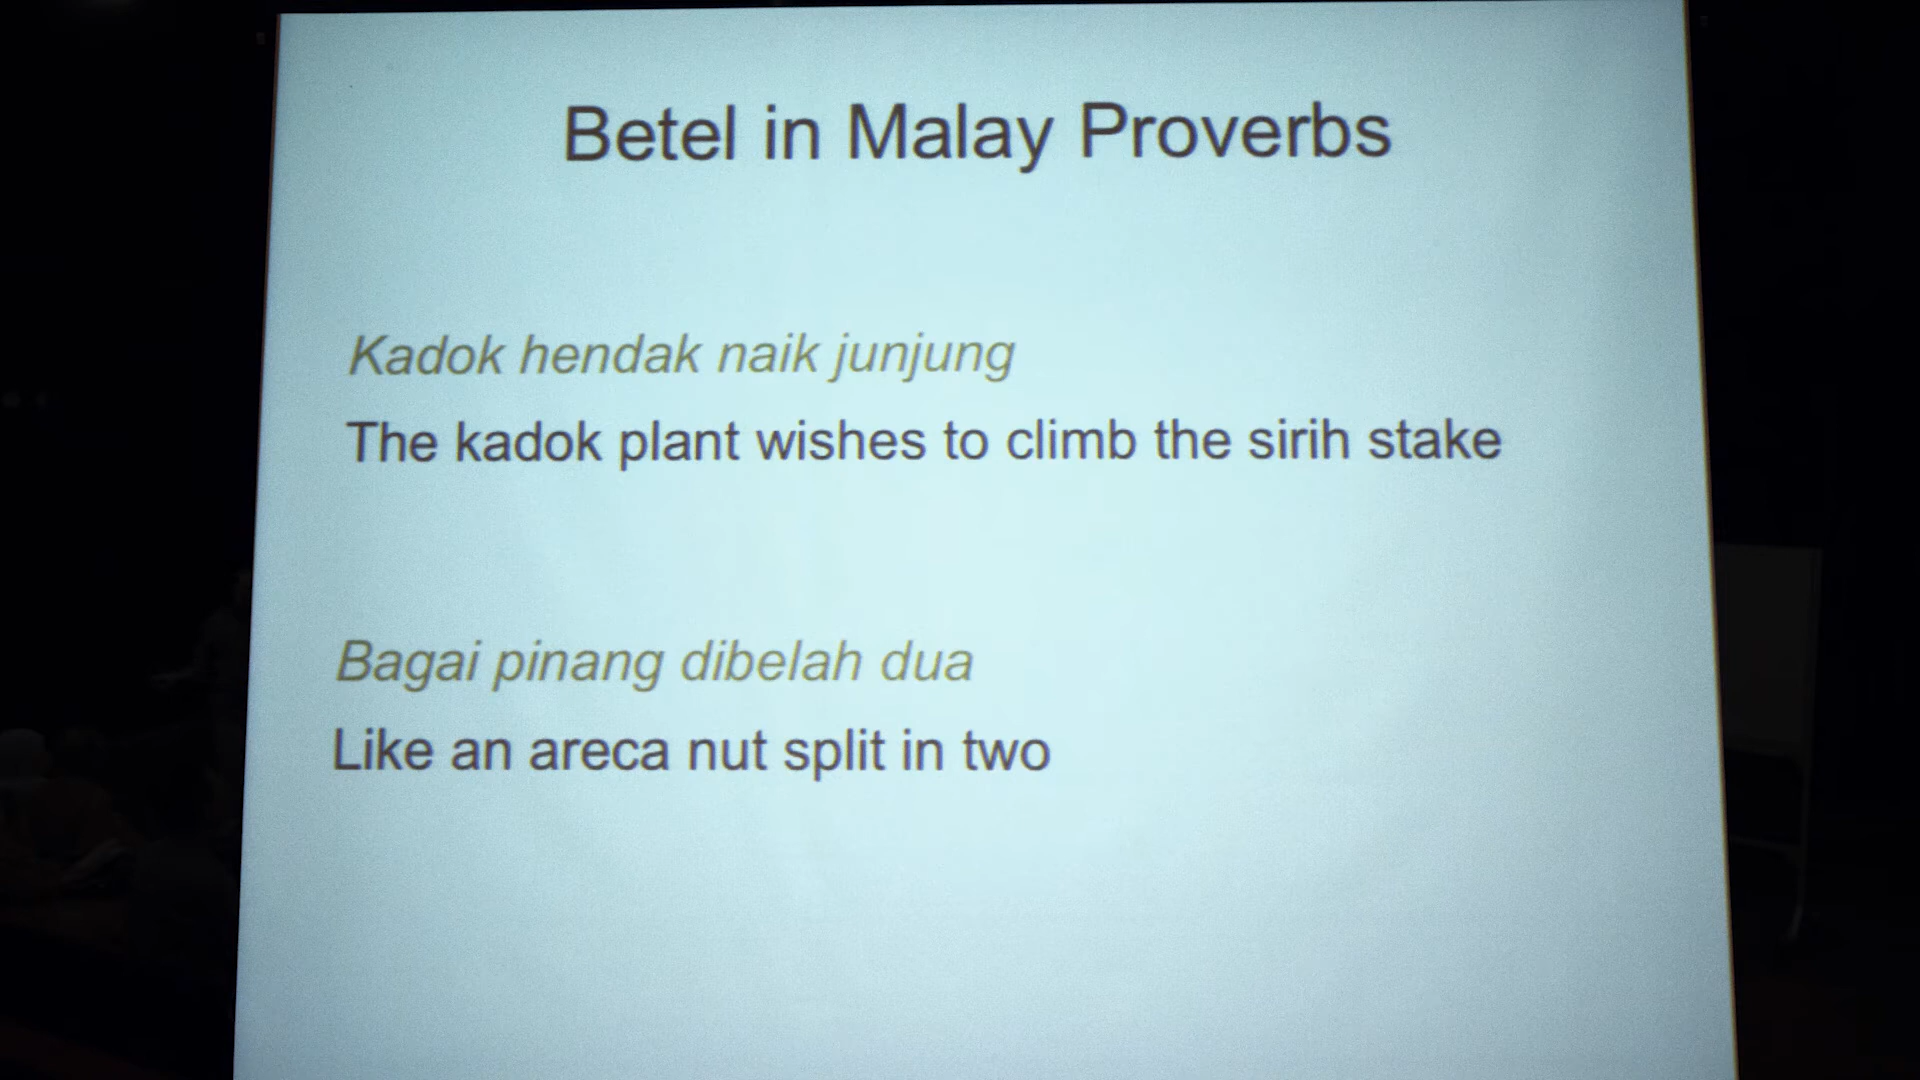 Betel in Malay Proverbs
Kadok hendak naik junjung
The kadok plant wishes to climb the sirih stake
Bagai pinang dibelah dua
Like an areca nut split in two